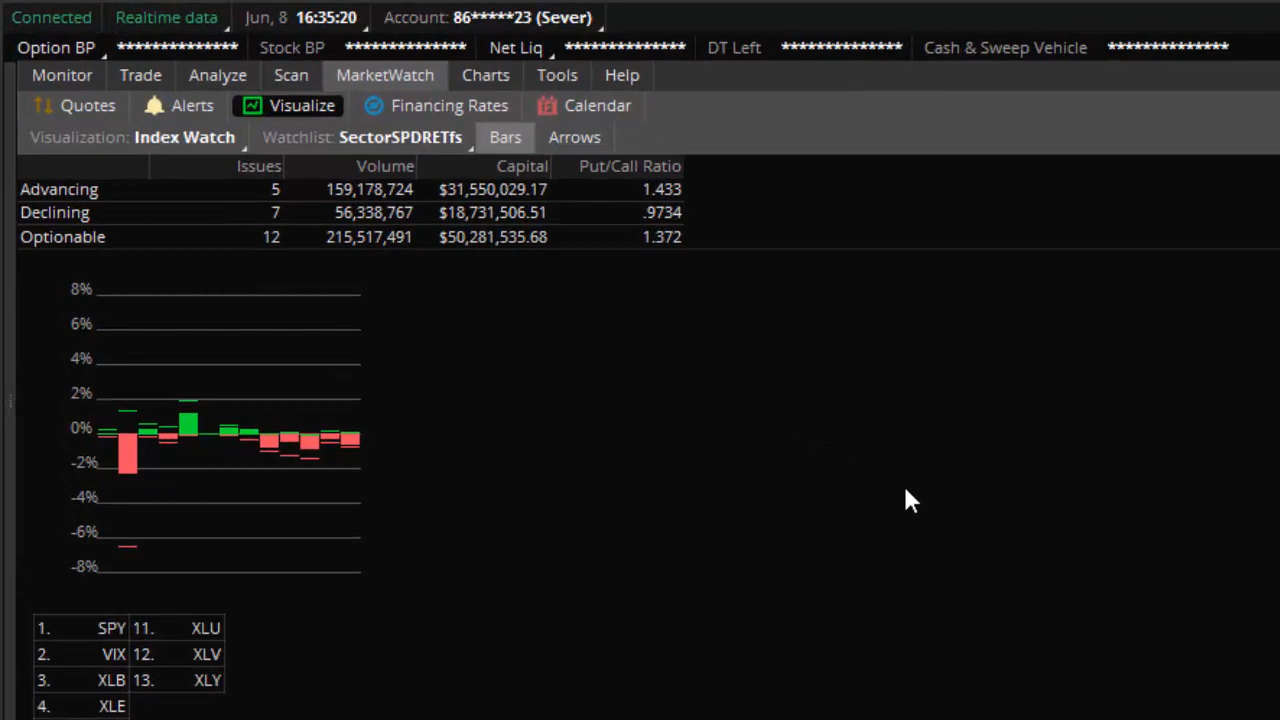 Connected Realtime data Jun, 8 16:35:20 Account: 86*****23 (Sever)
Option BP ************** Stock BP ************** Net Liq ************** DT Left ************** Cash & Sweep Vehicle **************
Monitor Trade Analyze Scan MarketWatch Charts Tools Help
Quotes Alerts Visualize Financing Rates Calendar
Visualization: Index Watch Watchlist: SectorSPDRETfs Bars Arrows
Issues Volume Capital Put/Call Ratio
Advancing 5 159,178,724 $31,550,029.17 1.433
Declining 7 56,338,767 $18,731,506.51 .9734
Optionable 12 215,517,491 $50,281,535.68 1.372
8%
6%
4%
2%
0%
-2%
-4%
-6%
-8%
1. SPY 11. XLU
2. VIX 12. XLV
3. XLB 13. XLY
4. XLE